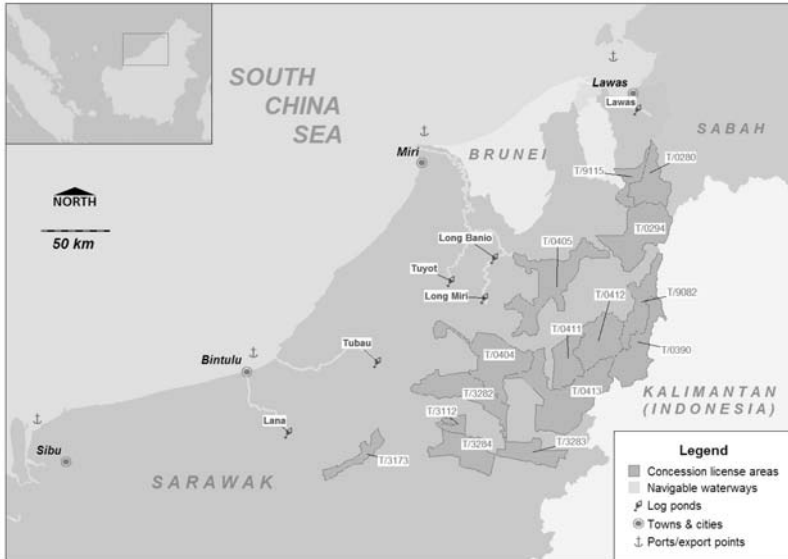 SOUTH
CHINA
SEA
Lawas
Lawas
SABAH
BRUNEI
Miri
T/0280
T/9115
NORTH
50 km
T/0294
Long Banio
T/0405
Tuyot
Long Miri
T/0412
T/9082
T/0411
Tubau
T/0404
T/0390
Bintulu
T/3282
T/0413
KALIMANTAN
(INDONESIA)
T/3112
Lana
T/3284
T/3283
Sibu
T/3173
SARAWAK
Legend
Concession license areas
Navigable waterways
Log ponds
Towns & cities
Ports/export points